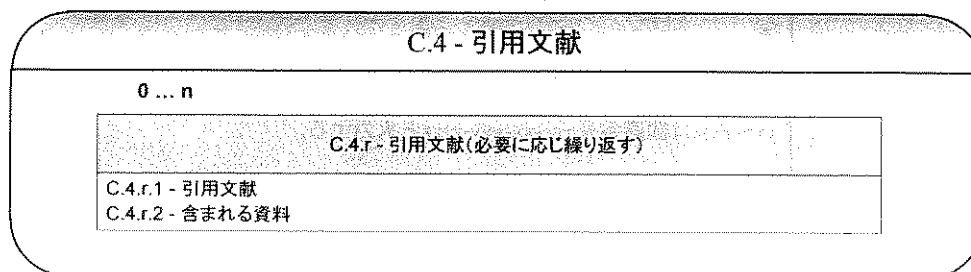 C.4 - 引用文献
0 ... n
C.4.r - 引用文献(必要に応じ繰り返す)
C.4.r.1 - 引用文献
C.4.r.2 - 含まれる資料